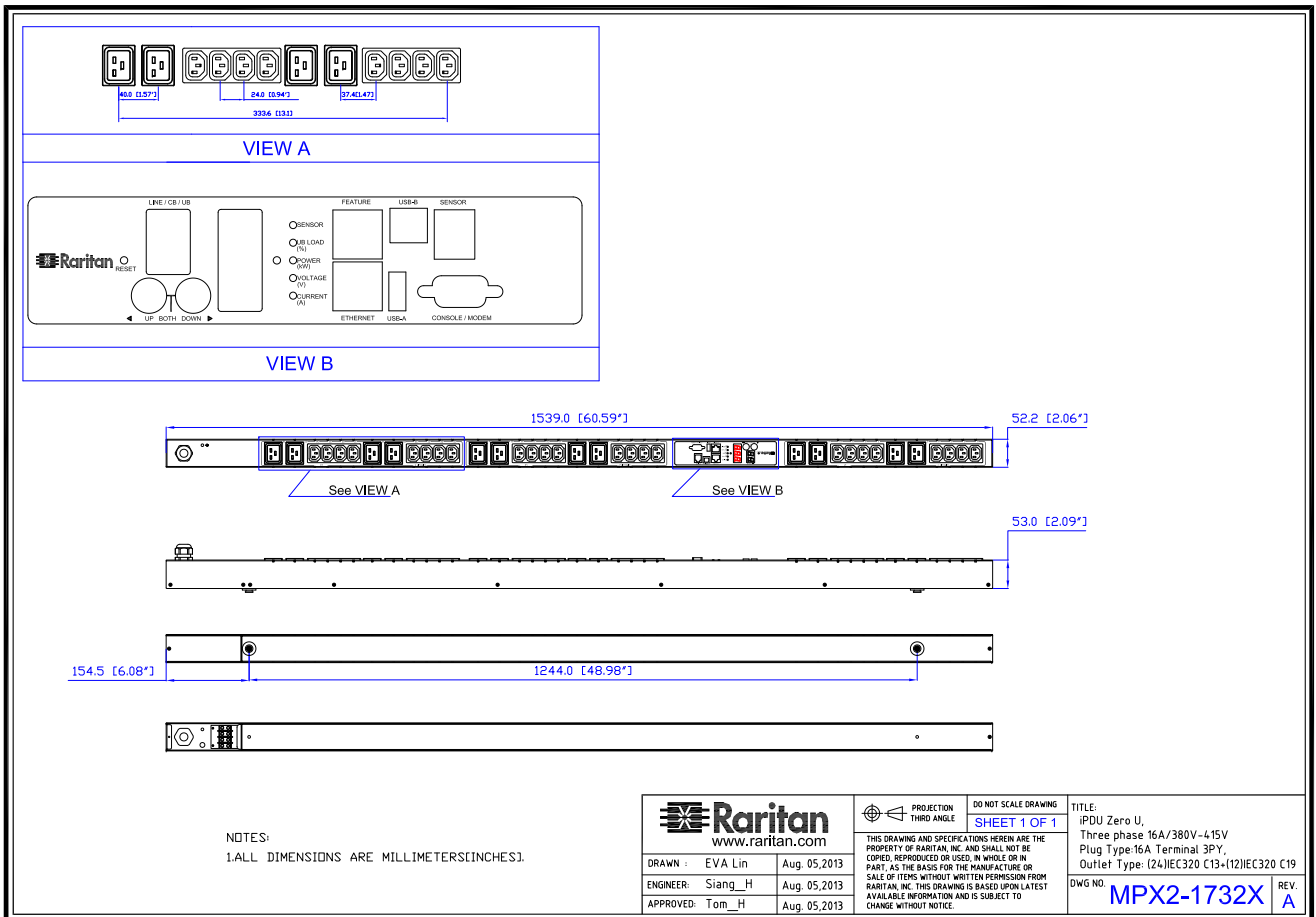 40.0 [1.57"]
24.0 [0.94"]
37.4[1.47]
333.6 [13.1]
VIEW A
LINE / CB / UB
FEATURE
USB-B
SENSOR
SENSOR
UB LOAD
(%)
POWER
(kW)
VOLTAGE
(V)
CURRENT
(A)
Raritan
RESET
UP BOTH DOWN
ETHERNET
USB-A
CONSOLE / MODEM
VIEW B
1539.0 [60.59"]
52.2 [2.06"]
See VIEW A
See VIEW B
53.0 [2.09"]
154.5 [6.08"]
1244.0 [48.98"]
NOTES:
1.ALL DIMENSIONS ARE MILLIMETERS[INCHES].
Raritan
www.raritan.com
DRAWN : EVA Lin Aug. 05,2013
ENGINEER: Siang__H Aug. 05,2013
APPROVED: Tom__H Aug. 05,2013
PROJECTION
THIRD ANGLE
DO NOT SCALE DRAWING
SHEET 1 OF 1
THIS DRAWING AND SPECIFICATIONS HEREIN ARE THE
PROPERTY OF RARITAN, INC. AND SHALL NOT BE
COPIED, REPRODUCED OR USED, IN WHOLE OR IN
PART, AS THE BASIS FOR THE MANUFACTURE OR
SALE OF ITEMS WITHOUT WRITTEN PERMISSION FROM
RARITAN, INC. THIS DRAWING IS BASED UPON LATEST
AVAILABLE INFORMATION AND IS SUBJECT TO
CHANGE WITHOUT NOTICE.
TITLE:
iPDU Zero U,
Three phase 16A/380V-415V
Plug Type:16A Terminal 3PY,
Outlet Type: (24)IEC320 C13+(12)IEC320 C19
DWG NO. MPX2-1732X
REV.
A